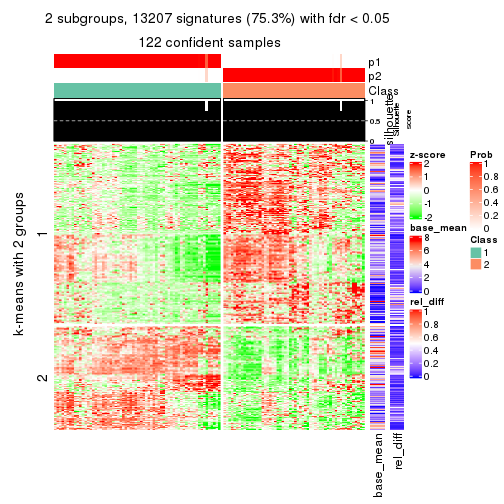 2 subgroups, 13207 signatures (75.3%) with fdr < 0.05
122 confident samples
p1
p2
Class
silhouette
Silhouette
score
1
0.5
0
k-means with 2 groups
1
2
base_mean
rel_diff
z-score
2
1
0
-1
-2
base_mean
8
6
4
2
0
rel_diff
1
0.8
0.6
0.4
0.2
0
Prob
1
0.8
0.6
0.4
0.2
0
Class
1
2